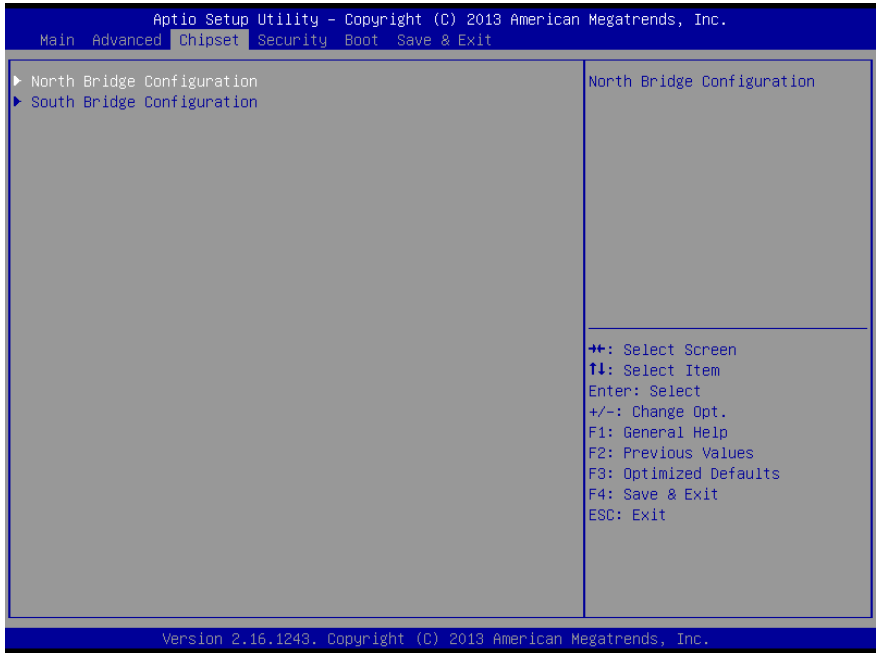 Aptio Setup Utility – Copyright (C) 2013 American Megatrends, Inc.
Main Advanced Chipset Security Boot Save & Exit
▶ North Bridge Configuration
▶ South Bridge Configuration
North Bridge Configuration
→←: Select Screen
↑↓: Select Item
Enter: Select
+/-: Change Opt.
F1: General Help
F2: Previous Values
F3: Optimized Defaults
F4: Save & Exit
ESC: Exit
Version 2.16.1243. Copyright (C) 2013 American Megatrends, Inc.